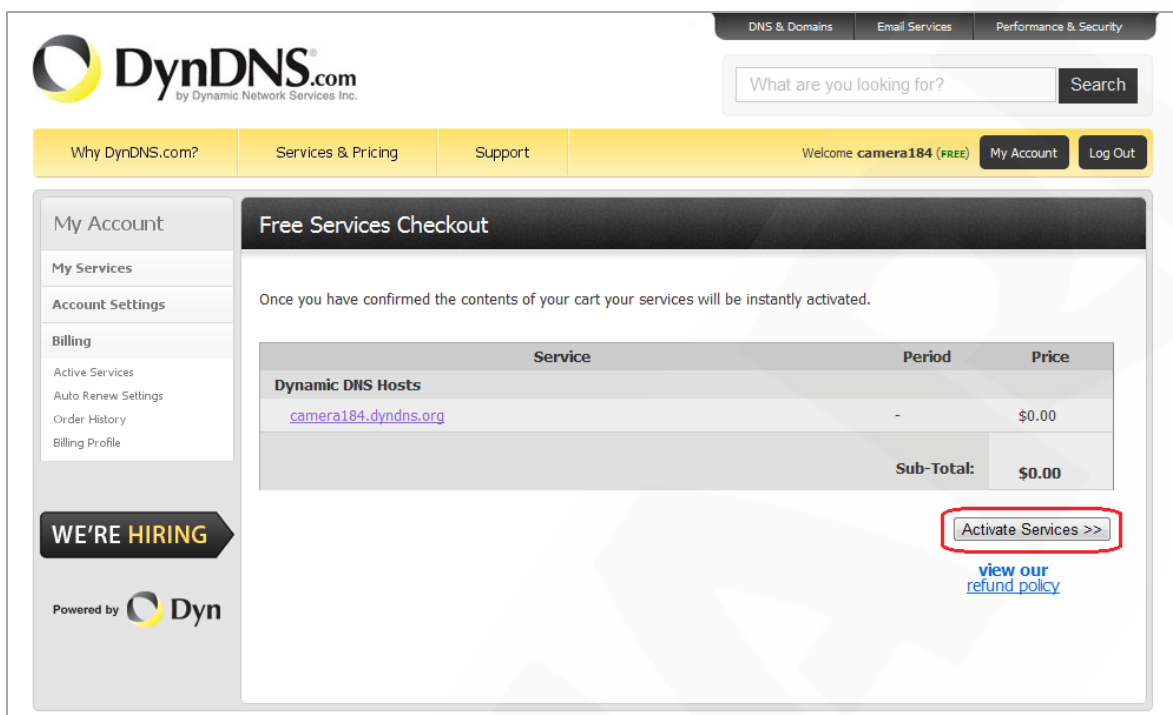 DNS & Domains Email Services Performance & Security
DynDNS.com
by Dynamic Network Services Inc.
What are you looking for? Search
Why DynDNS.com? Services & Pricing Support Welcome camera184 (FREE) My Account Log Out
My Account
My Services
Account Settings
Billing
Active Services
Auto Renew Settings
Order History
Billing Profile
WE'RE HIRING
Powered by Dyn
Free Services Checkout
Once you have confirmed the contents of your cart your services will be instantly activated.
Service Period Price
Dynamic DNS Hosts
camera184.dyndns.org - $0.00
Sub-Total: $0.00
Activate Services >>
view our
refund policy